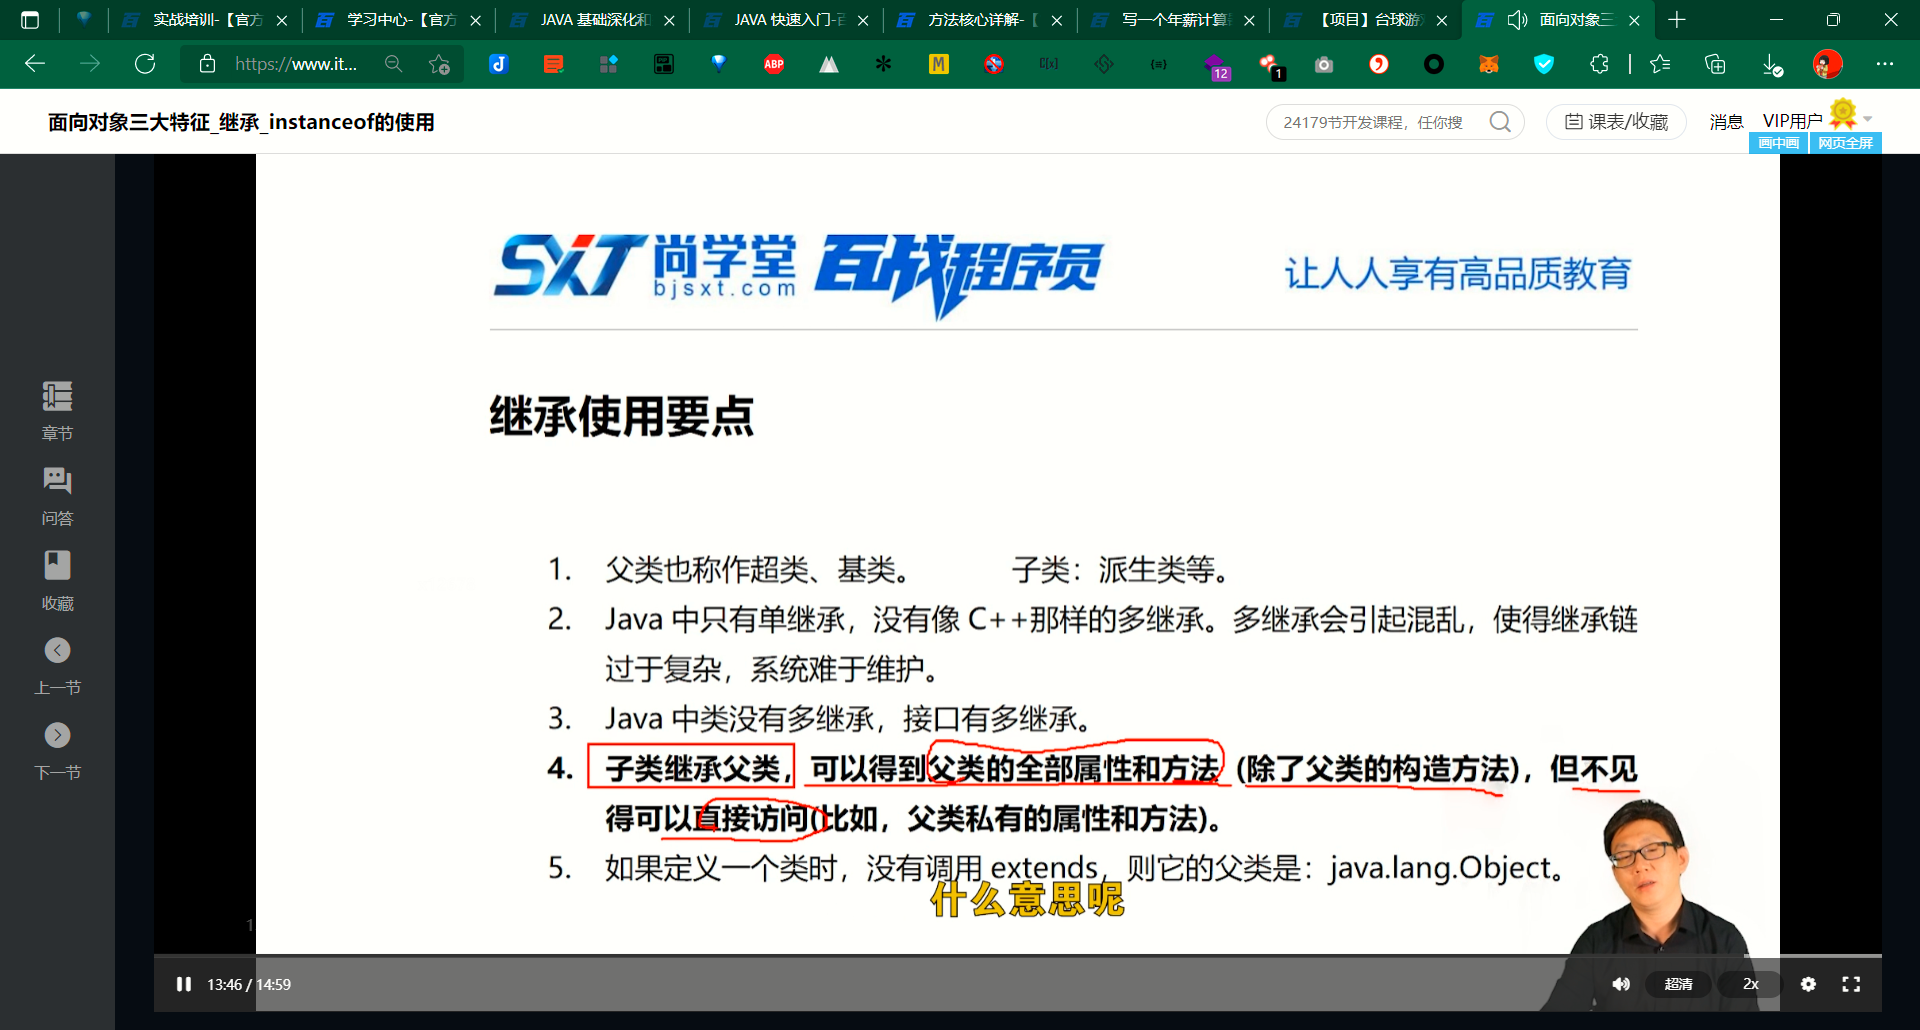 实战培训-【官方
学习中心-【官方
JAVA 基础深化和
JAVA 快速入门-百
方法核心详解-【
写一个年薪计算
【项目】台球游
面向对象三
https://www.it...
ABP
M
12
1
面向对象三大特征_继承_instanceof的使用
24179节开发课程，任你搜
课表/收藏
消息
VIP用户
画中画
网页全屏
SXT 尚学堂 百战程序员
bjsxt.com
让人人享有高品质教育
继承使用要点
章节
问答
收藏
上一节
下一节
1. 父类也称作超类、基类。 子类：派生类等。
2. Java 中只有单继承，没有像 C++那样的多继承。多继承会引起混乱，使得继承链
过于复杂，系统难于维护。
3. Java 中类没有多继承，接口有多继承。
4. 子类继承父类，可以得到父类的全部属性和方法 (除了父类的构造方法)，但不见
得可以直接访问(比如，父类私有的属性和方法)。
5. 如果定义一个类时，没有调用 extends，则它的父类是：java.lang.Object。
什么意思呢
1
13:46 / 14:59
超清
2x